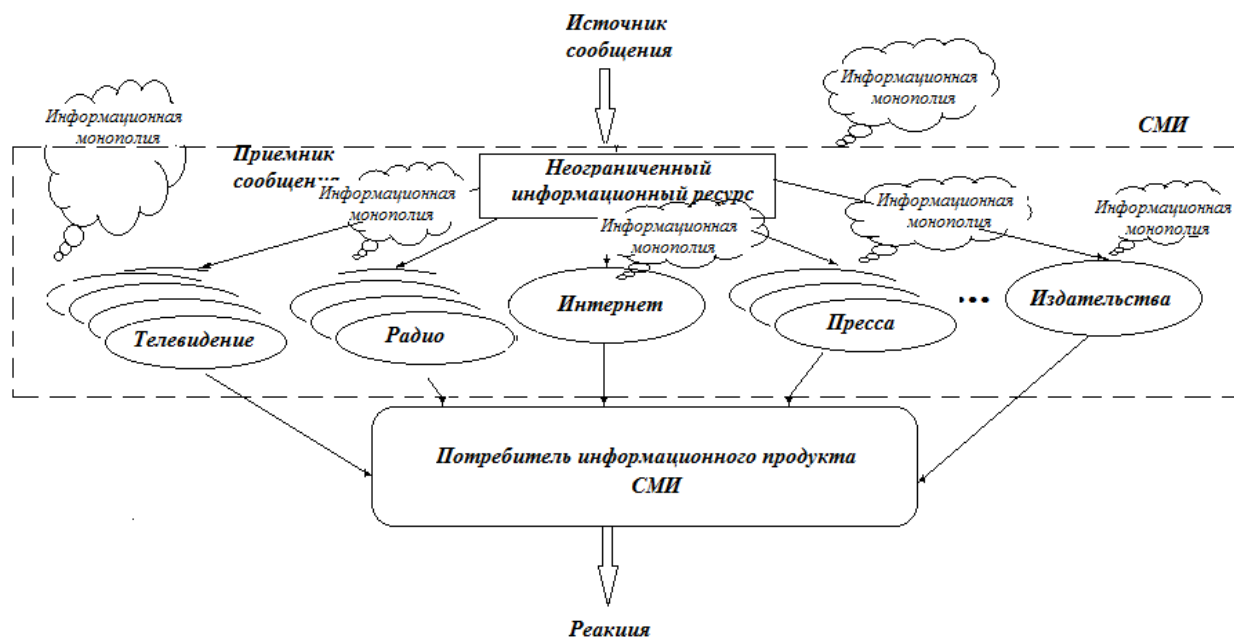 Источник
сообщения
Информационная
монополия
Информационная
монополия
СМИ
Приемник
сообщения
Неограниченный
информационный ресурс
Информационная
монополия
Информационная
монополия
Информационная
монополия
Информационная
монополия
Телевидение
Радио
Интернет
Пресса
...
Издательства
Потребитель информационного продукта
СМИ
Реакция